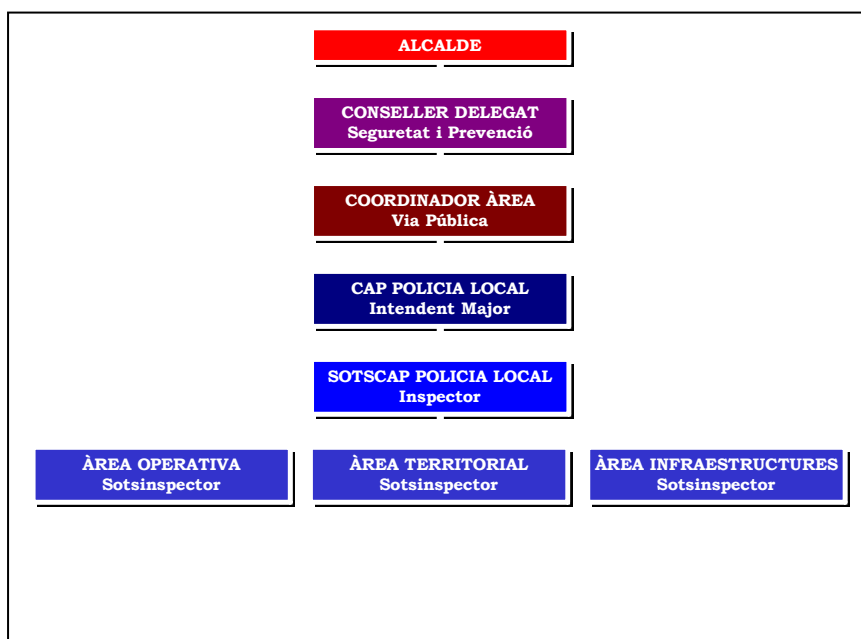 ALCALDE
CONSELLER DELEGAT
Seguretat i Prevenció
COORDINADOR ÀREA
Via Pública
CAP POLICIA LOCAL
Intendent Major
SOTSCAP POLICIA LOCAL
Inspector
ÀREA OPERATIVA
Sotsinspector
ÀREA TERRITORIAL
Sotsinspector
ÀREA INFRAESTRUCTURES
Sotsinspector